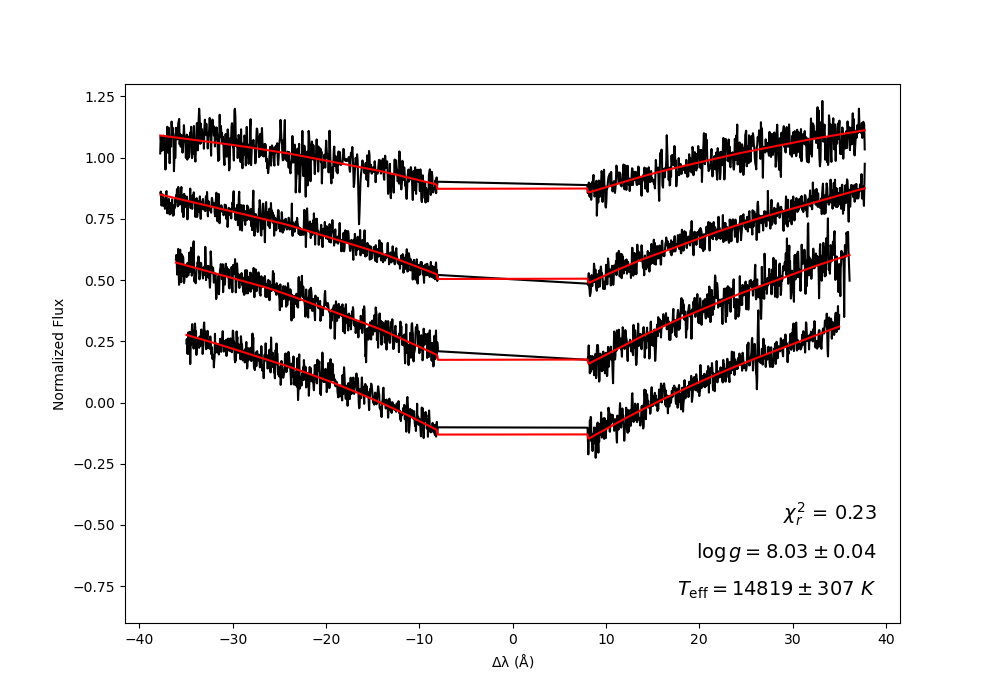 1.25
1.00
0.75
0.50
0.25
0.00
−0.25
−0.50
−0.75
Normalized Flux
χ²ᵣ = 0.23
log g = 8.03 ± 0.04
T_eff = 14819 ± 307 K
−40 −30 −20 −10 0 10 20 30 40
Δλ (Å)